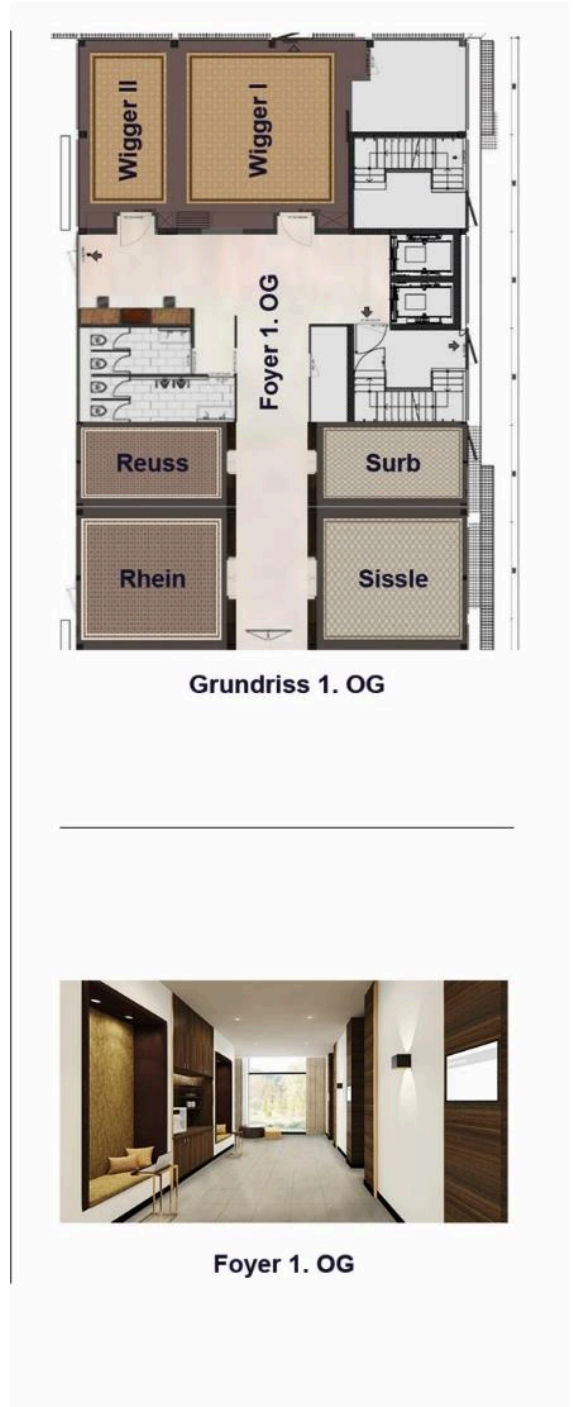 Wigger II
Wigger I
Foyer 1. OG
Reuss
Surb
Rhein
Sissle
Grundriss 1. OG
Foyer 1. OG